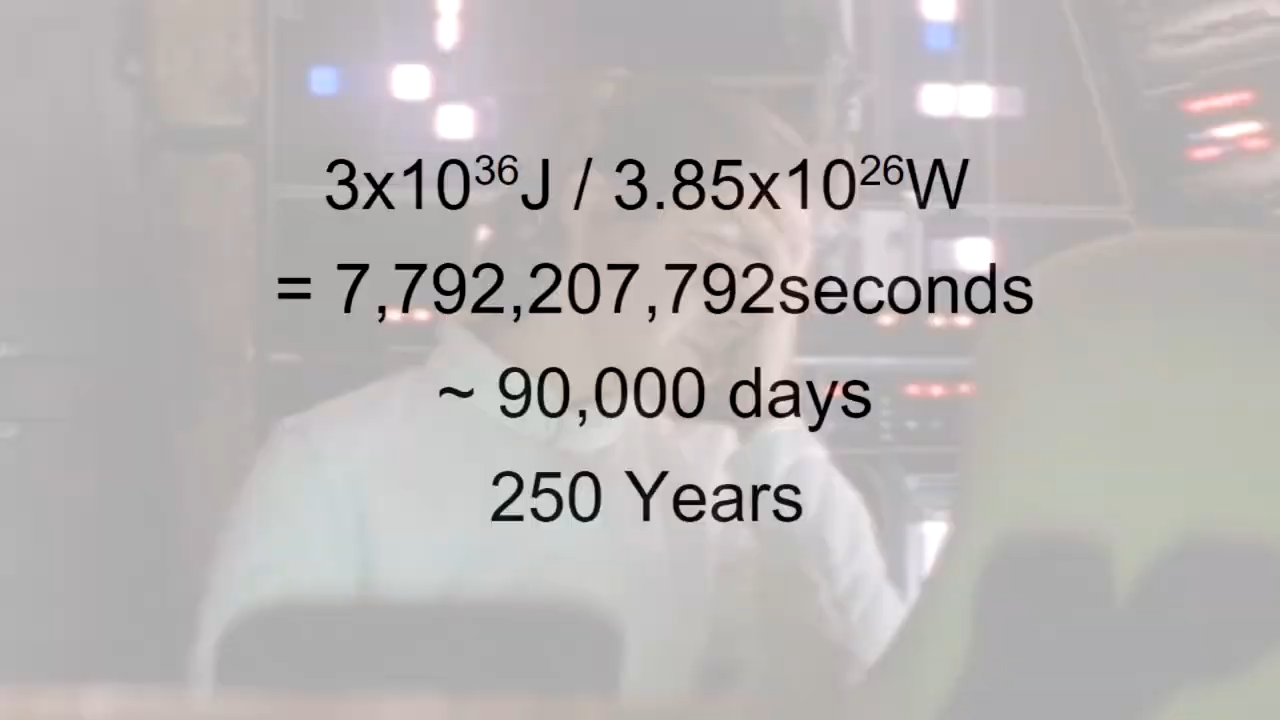 3x10³⁶J / 3.85x10²⁶W
= 7,792,207,792seconds
~ 90,000 days
250 Years